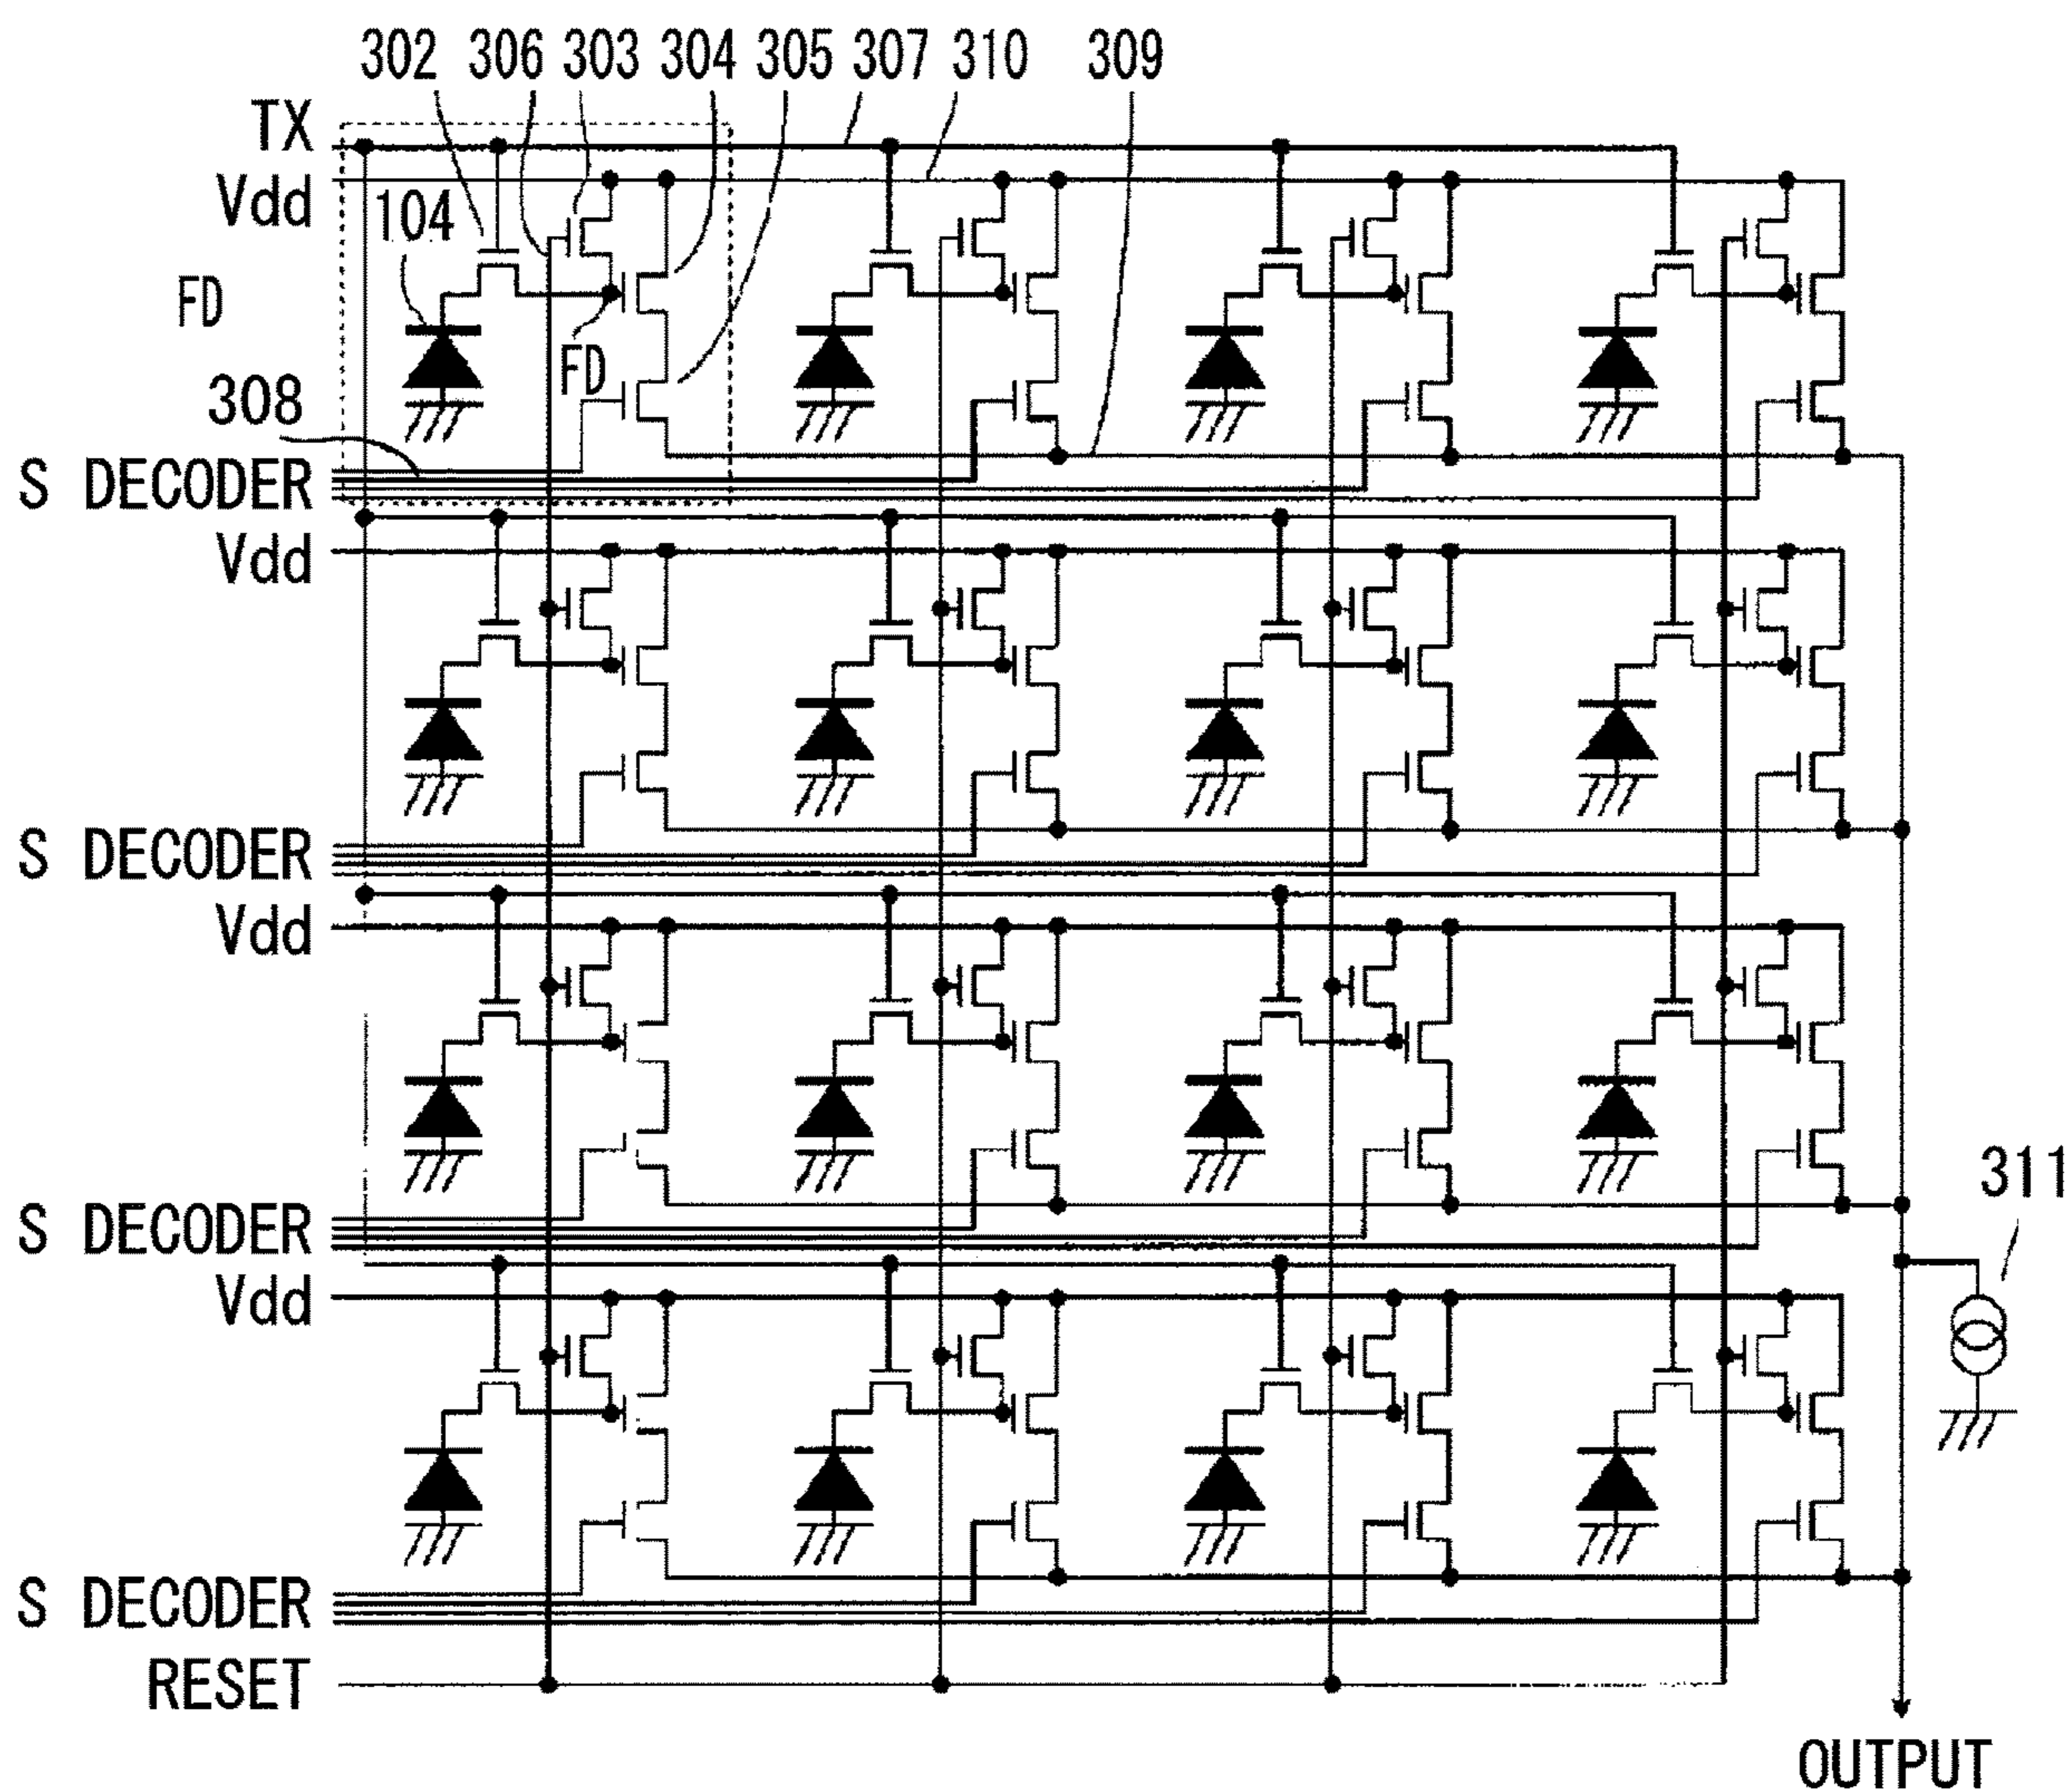 302 306 303 304 305 307 310 309
TX
Vdd
104
FD
FD
308
S DECODER
Vdd
S DECODER
Vdd
311
S DECODER
Vdd
S DECODER
RESET
OUTPUT